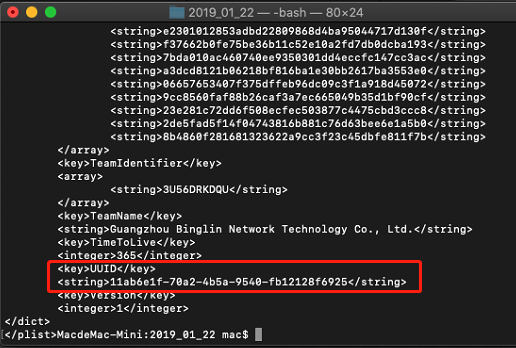 2019_01_22 — -bash — 80×24
<string>e2301012853adbd22809868d4ba95044717d130f</string>
<string>f37662b0fe75be36b11c52e10a2fd7db0dcba193</string>
<string>7bda010ac460740ee9350301dd4eccfc147cc3ac</string>
<string>a3dcd8121b06218bf816ba1e30bb2617ba3553e0</string>
<string>06657653407f375dffeb96dc09c3f1a918d45072</string>
<string>9cc8560faf88b26caf3a7ec665049b35d1bf90cf</string>
<string>23e281c72dd6f508ecfec503877c4475cbd3ccc8</string>
<string>2de5fad5f14f04743816b881c76d63bee6e1a5b0</string>
<string>8b4860f281681323622a9cc3f23c45dbfe811f7b</string>
</array>
<key>TeamIdentifier</key>
<array>
<string>3U56DRKDQU</string>
</array>
<key>TeamName</key>
<string>Guangzhou Binglin Network Technology Co., Ltd.</string>
<key>TimeToLive</key>
<integer>365</integer>
<key>UUID</key>
<string>11ab6e1f-70a2-4b5a-9540-fb12128f6925</string>
<key>Version</key>
<integer>1</integer>
</dict>
</plist>MacdeMac-Mini:2019_01_22 mac$